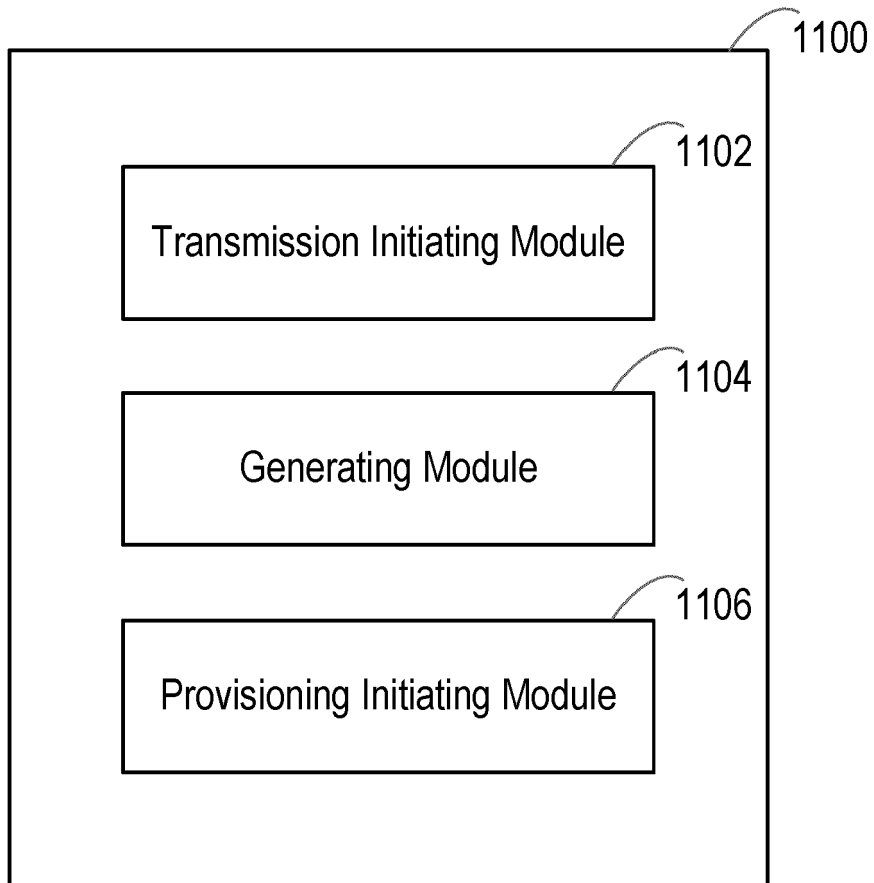 1100
1102
Transmission Initiating Module
1104
Generating Module
1106
Provisioning Initiating Module